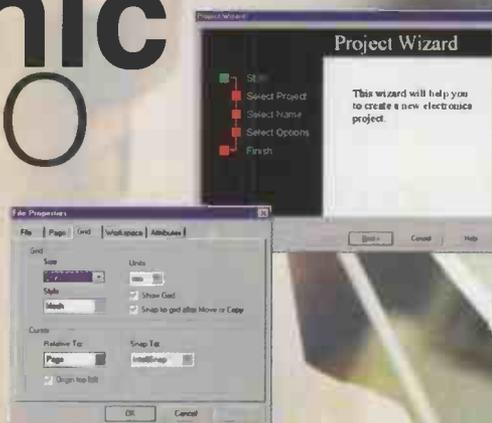 nic
O
Project Wizard
Project Wizard
Start
Select Project
Select Name
Select Options
Finish
This wizard will help you
to create a new electronics
project.
Next >
Cancel
Help
File Properties
File
Page
Grid
Workspace
Attributes
Grid
Size
Units
Style
Show Grid
Snap to grid after Move or Copy
Cursor
Relative To:
Snap To:
Page
IntelliSnap
Origin top left
OK
Cancel